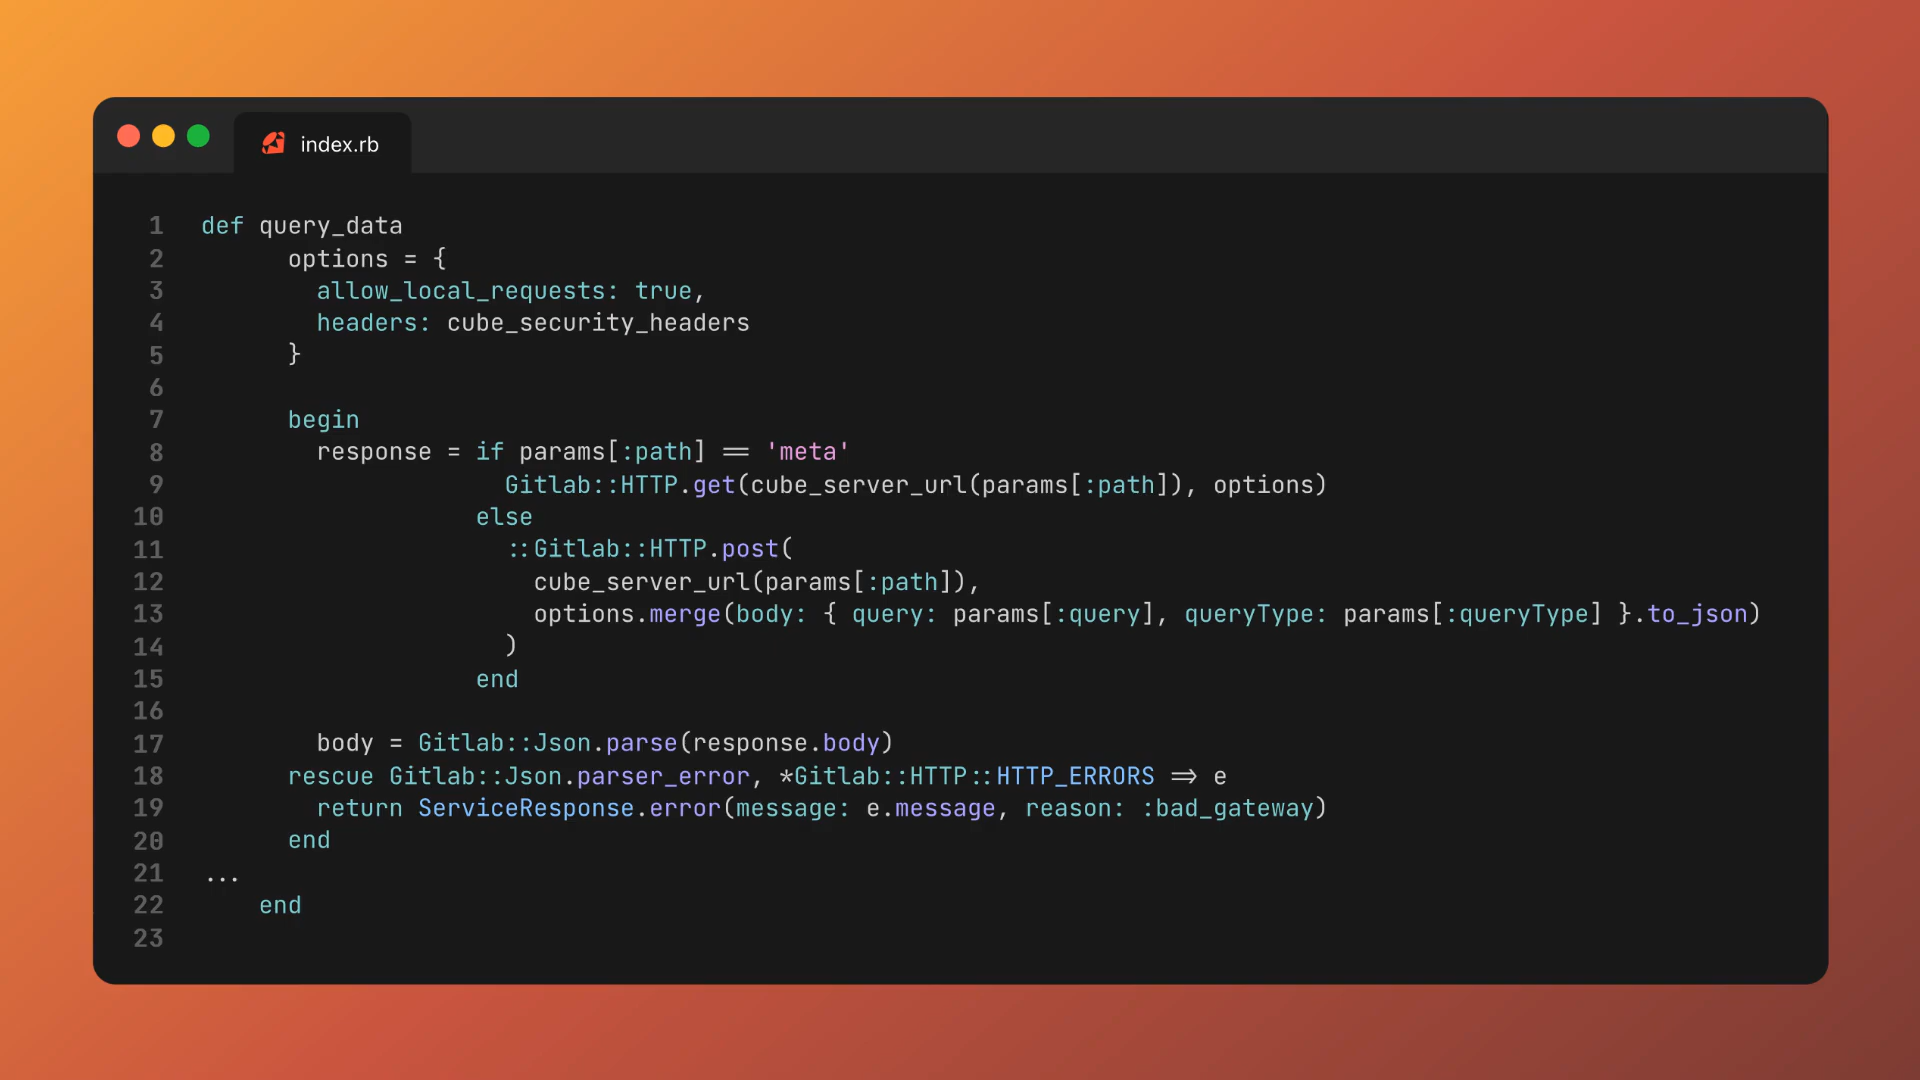 index.rb
1 def query_data
2 options = {
3 allow_local_requests: true,
4 headers: cube_security_headers
5 }
6
7 begin
8 response = if params[:path] == 'meta'
9 Gitlab::HTTP.get(cube_server_url(params[:path]), options)
10 else
11 ::Gitlab::HTTP.post(
12 cube_server_url(params[:path]),
13 options.merge(body: { query: params[:query], queryType: params[:queryType] }.to_json)
14 )
15 end
16
17 body = Gitlab::Json.parse(response.body)
18 rescue Gitlab::Json.parser_error, *Gitlab::HTTP::HTTP_ERRORS => e
19 return ServiceResponse.error(message: e.message, reason: :bad_gateway)
20 end
21 ...
22 end
23